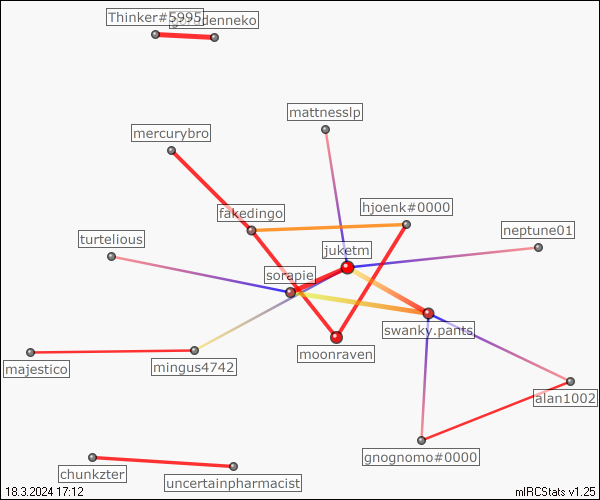 Thinker#5995
mattnesslp
mercurybro
hjoenk#0000
fakedingo
neptune01
turtelious
juketm
sorapie
swanky.pants
moonraven
majestico
mingus4742
alan1002
gnognomo#0000
chunkzter
uncertainpharmacist
18.3.2024 17:12
mIRCStats v1.25